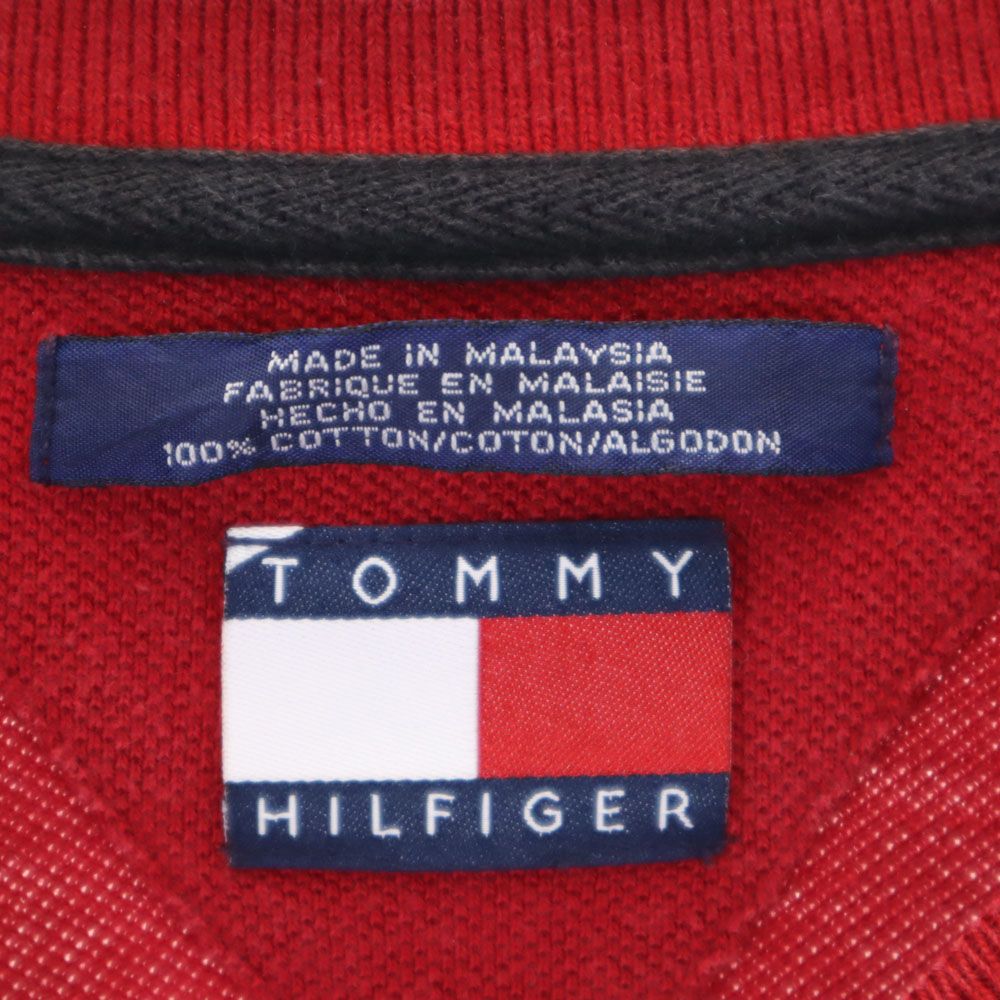 MADE IN MALAYSIA
FABRIQUE EN MALAISIE
HECHO EN MALASIA
100% COTTON/COTON/ALGODON
TOMMY
HILFIGER